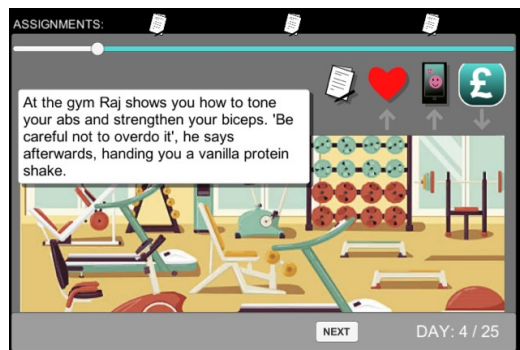 ASSIGNMENTS:
£
At the gym Raj shows you how to tone
your abs and strengthen your biceps. 'Be
careful not to overdo it', he says
afterwards, handing you a vanilla protein
shake.
NEXT
DAY: 4 / 25